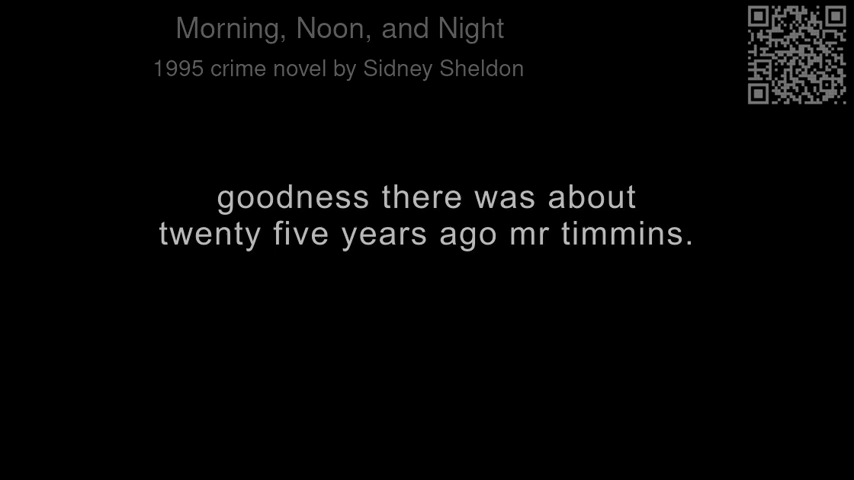 Morning, Noon, and Night
1995 crime novel by Sidney Sheldon
goodness there was about
twenty five years ago mr timmins.